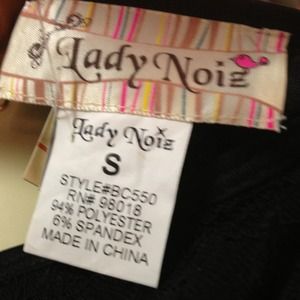 Lady Noiz
Lady Noiz
S
STYLE#BC550
RN# 98018
94% POLYESTER
6% SPANDEX
MADE IN CHINA